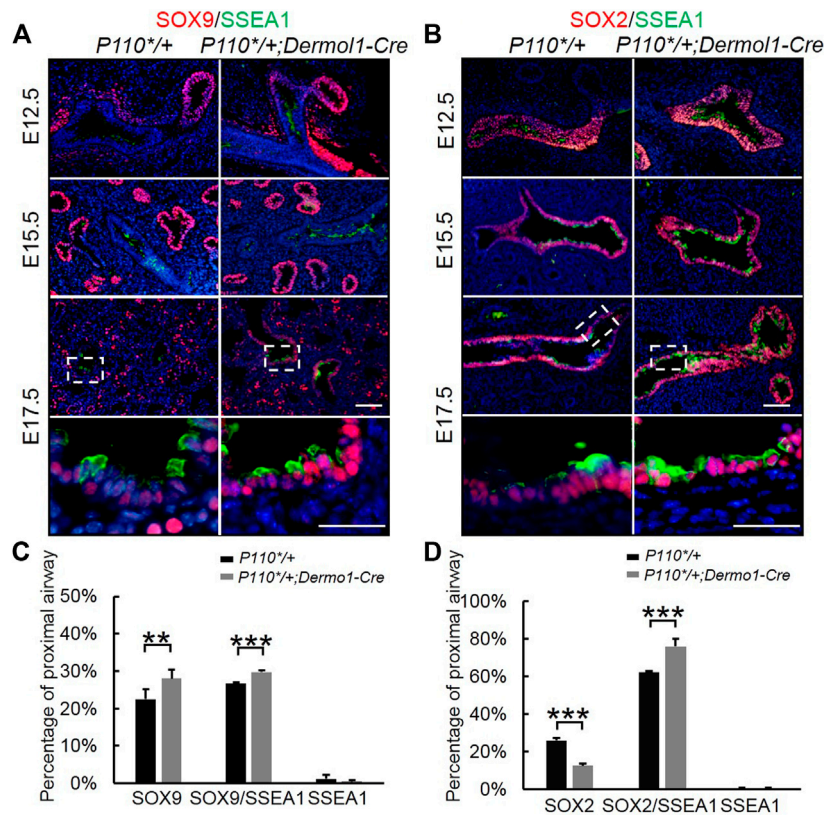 A
SOX9/SSEA1
P110*/+
P110*/+;Dermol1-Cre
E12.5
E15.5
E17.5
B
SOX2/SSEA1
P110*/+
P110*/+;Dermol1-Cre
E12.5
E15.5
E17.5
C
P110*/+
P110*/+;Dermo1-Cre
Percentage of proximal airway
50%
40%
30%
20%
10%
0%
**
***
SOX9
SOX9/SSEA1
SSEA1
D
P110*/+
P110*/+;Dermo1-Cre
Percentage of proximal airway
100%
80%
60%
40%
20%
0%
***
***
SOX2
SOX2/SSEA1
SSEA1